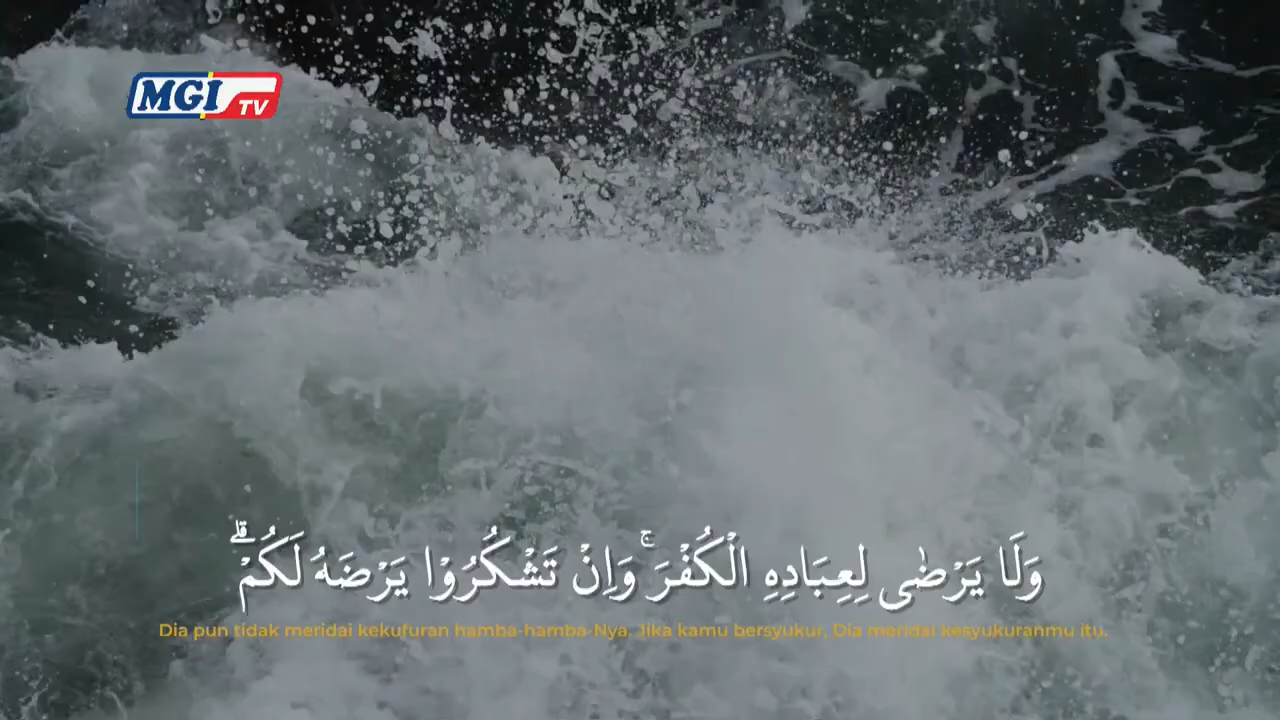 MGI TV
وَلَا يَرْضٰى لِعِبَادِهِ الْكُفْرَۚ وَاِنْ تَشْكُرُوْا يَرْضَهُ لَكُمْۗ
Dia pun tidak meridai kekufuran hamba-hamba-Nya. Jika kamu bersyukur, Dia meridai kesyukuranmu itu.